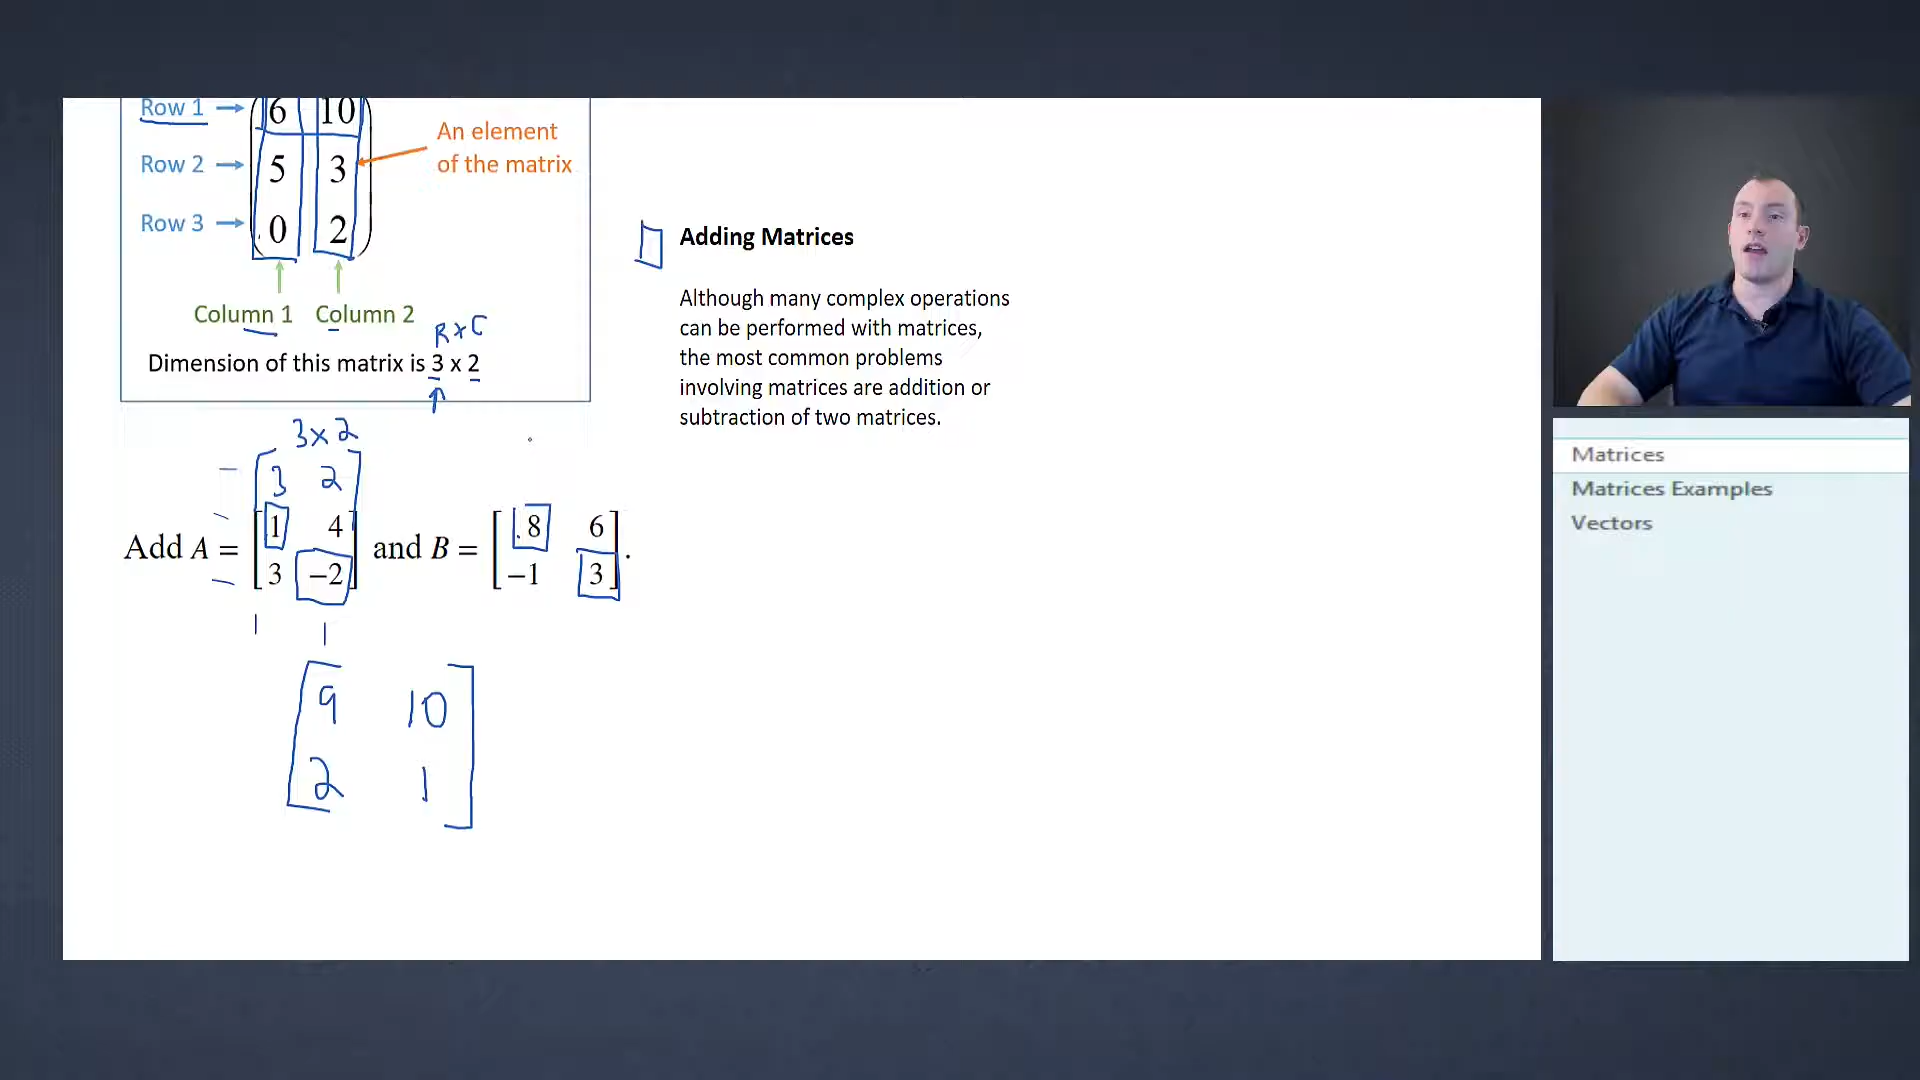 Row 1 → 6 10
An element
of the matrix
Row 2 → 5 3
Row 3 → 0 2
Column 1 Column 2
R x C
Dimension of this matrix is 3 x 2
3 x 2
3 2
1 4
Add A = and B = .
3 −2
8 6
−1 3
9 10
2 1
Adding Matrices
Although many complex operations
can be performed with matrices,
the most common problems
involving matrices are addition or
subtraction of two matrices.
Matrices
Matrices Examples
Vectors